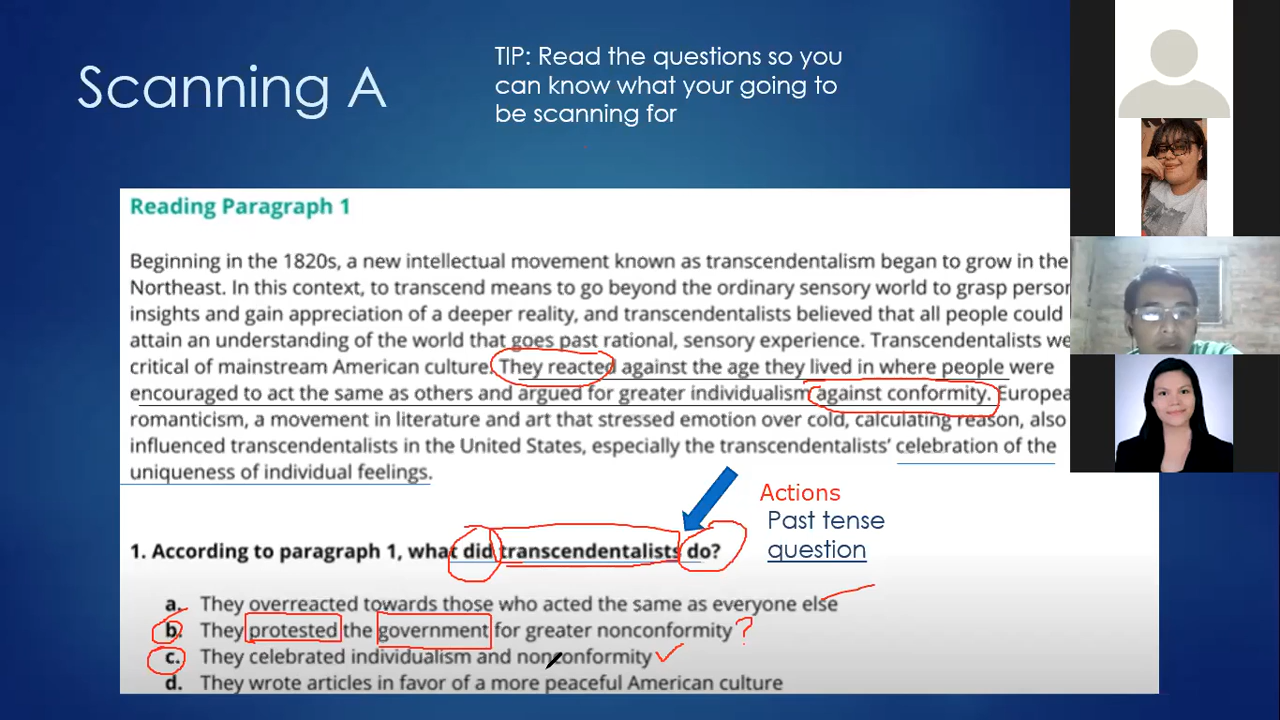 Scanning A
TIP: Read the questions so you
can know what your going to
be scanning for
Reading Paragraph 1
Beginning in the 1820s, a new intellectual movement known as transcendentalism began to grow in the
Northeast. In this context, to transcend means to go beyond the ordinary sensory world to grasp
insights and gain appreciation of a deeper reality, and transcendentalists believed that all people could
attain an understanding of the world that goes past rational, sensory experience. Transcendentalists
critical of mainstream American culture. They reacted against the age they lived in where people were
encouraged to act the same as others and argued for greater individualism against conformity.
romanticism, a movement in literature and art that stressed emotion over cold, calculating reason, also
influenced transcendentalists in the United States, especially the transcendentalists' celebration of the
uniqueness of individual feelings.
Actions
Past tense
question
1. According to paragraph 1, what did transcendentalists do?
a. They overreacted towards those who acted the same as everyone else
b. They protested the government for greater nonconformity ?
c. They celebrated individualism and nonconformity
d. They wrote articles in favor of a more peaceful American culture